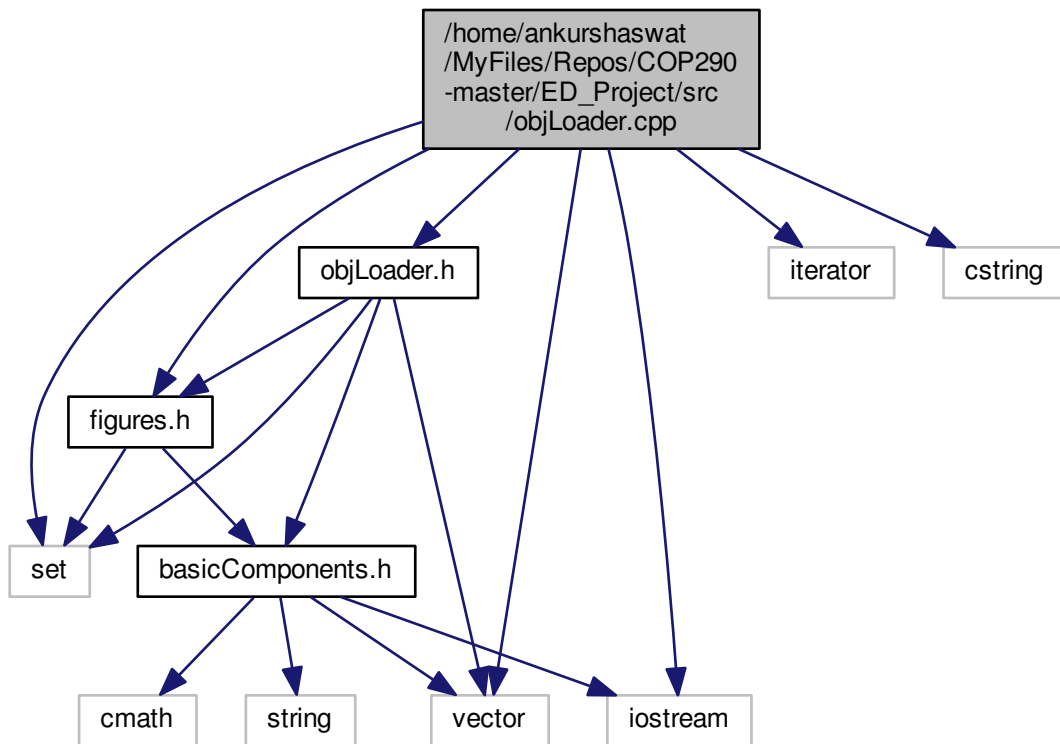 /home/ankurshaswat
/MyFiles/Repos/COP290
-master/ED_Project/src
/objLoader.cpp
objLoader.h
iterator
cstring
figures.h
set
basicComponents.h
cmath
string
vector
iostream